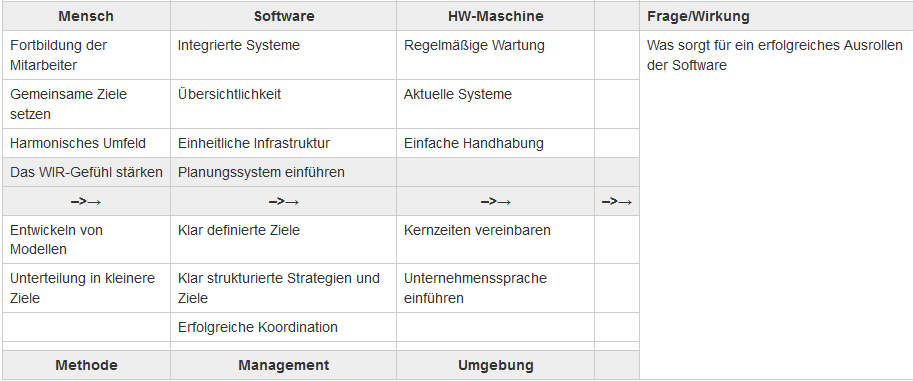 Mensch Software HW-Maschine Frage/Wirkung
Fortbildung der Integrierte Systeme Regelmäßige Wartung Was sorgt für ein erfolgreiches Ausrollen
Mitarbeiter der Software
Gemeinsame Ziele Übersichtlichkeit Aktuelle Systeme
setzen
Harmonisches Umfeld Einheitliche Infrastruktur Einfache Handhabung
Das WIR-Gefühl stärken Planungssystem einführen
–>→ –>→ –>→ –>→
Entwickeln von Klar definierte Ziele Kernzeiten vereinbaren
Modellen
Unterteilung in kleinere Klar strukturierte Strategien und Unternehmenssprache
Ziele Ziele einführen
Erfolgreiche Koordination
Methode Management Umgebung